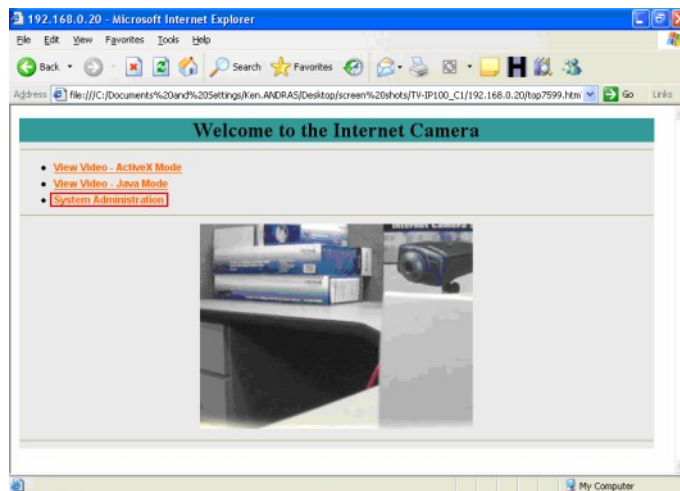 192.168.0.20 - Microsoft Internet Explorer
File Edit View Favorites Tools Help
Back Search Favorites
Address file:///C:/Documents%20and%20Settings/Ken.ANDRAS/Desktop/screen%20shots/TV-IP100_C1/192.168.0.20/top7599.htm Go Links
Welcome to the Internet Camera
View Video - ActiveX Mode
View Video - Java Mode
System Administration
Internet Camera
My Computer